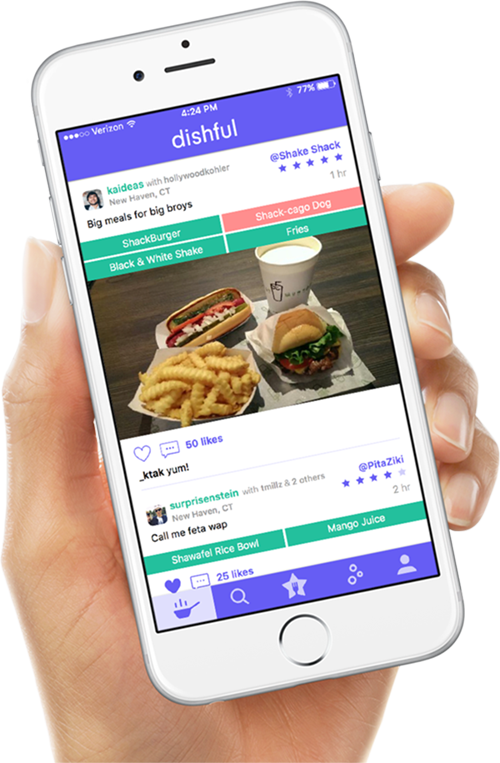 Verizon 4:24 PM 77%
dishful
kaideas with hollywoodkohler @Shake Shack
New Haven, CT 1 hr
Big meals for big broys
ShackBurger Shack-cago Dog
Black & White Shake Fries
50 likes
_ktak yum!
surprisenstein with tmillz & 2 others @PitaZiki
New Haven, CT 2 hr
Call me feta wap
Shawafel Rice Bowl Mango Juice
25 likes